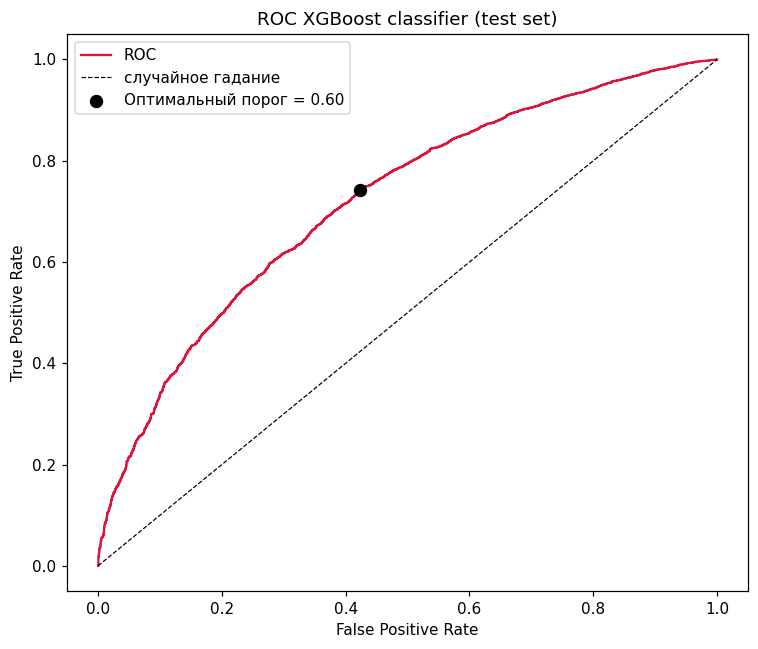 ROC XGBoost classifier (test set)
ROC
случайное гадание
Оптимальный порог = 0.60
1.0
0.8
0.6
0.4
0.2
0.0
True Positive Rate
0.0 0.2 0.4 0.6 0.8 1.0
False Positive Rate